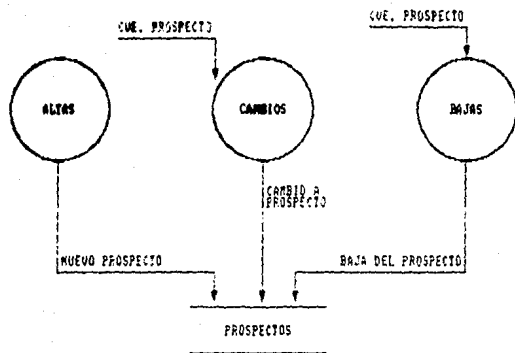 CVE. PROSPECTO
CVE. PROSPECTO
ALTAS
CAMBIOS
BAJAS
CAMBIO A
PROSPECTO
NUEVO PROSPECTO
BAJA DEL PROSPECTO
PROSPECTOS